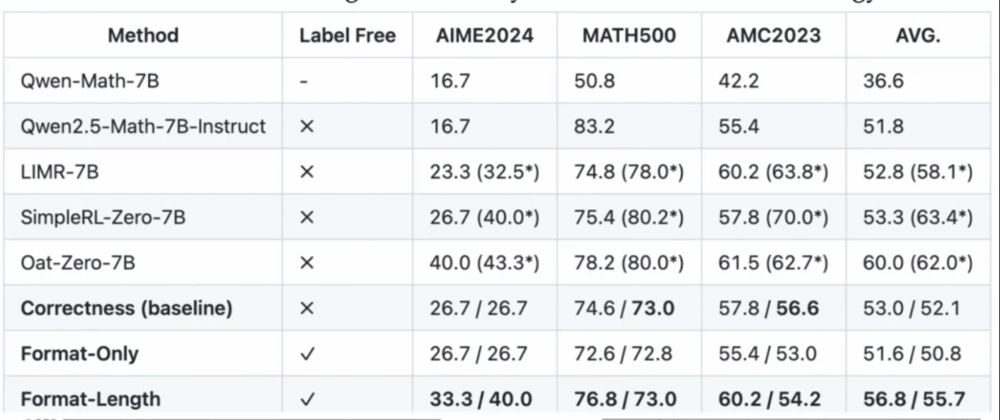 Method Label Free AIME2024 MATH500 AMC2023 AVG.
Qwen-Math-7B - 16.7 50.8 42.2 36.6
Qwen2.5-Math-7B-Instruct ✕ 16.7 83.2 55.4 51.8
LIMR-7B ✕ 23.3 (32.5*) 74.8 (78.0*) 60.2 (63.8*) 52.8 (58.1*)
SimpleRL-Zero-7B ✕ 26.7 (40.0*) 75.4 (80.2*) 57.8 (70.0*) 53.3 (63.4*)
Oat-Zero-7B ✕ 40.0 (43.3*) 78.2 (80.0*) 61.5 (62.7*) 60.0 (62.0*)
Correctness (baseline) ✕ 26.7 / 26.7 74.6 / 73.0 57.8 / 56.6 53.0 / 52.1
Format-Only ✓ 26.7 / 26.7 72.6 / 72.8 55.4 / 53.0 51.6 / 50.8
Format-Length ✓ 33.3 / 40.0 76.8 / 73.0 60.2 / 54.2 56.8 / 55.7